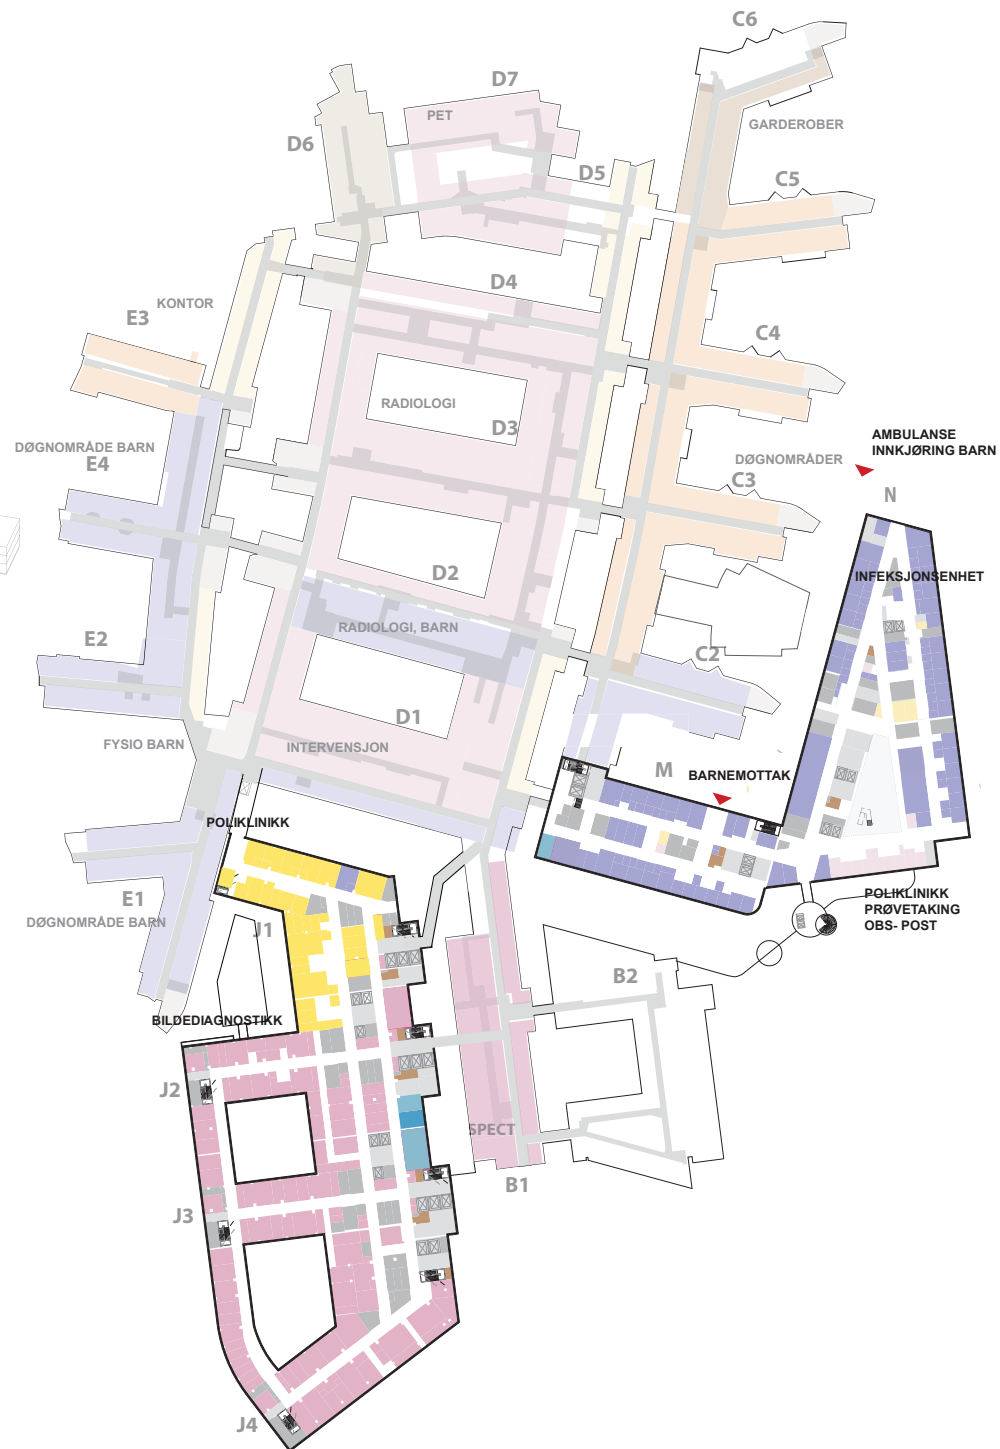 C6
D7
PET
GARDEROBER
D6
D5
C5
D4
KONTOR
E3
C4
RADIOLOGI
D3
AMBULANSE
INNKJØRING BARN
DØGNOMRÅDE BARN
E4
DØGNOMRÅDER
C3
N
D2
INFEKSJONSENHET
RADIOLOGI, BARN
E2
C2
D1
FYSIO BARN
INTERVENSJON
M
BARNEMOTTAK
POLIKLINIKK
E1
DØGNOMRÅDE BARN
J1
POLIKLINIKK
PRØVETAKING
OBS- POST
B2
BILDEDIAGNOSTIKK
J2
SPECT
B1
J3
J4